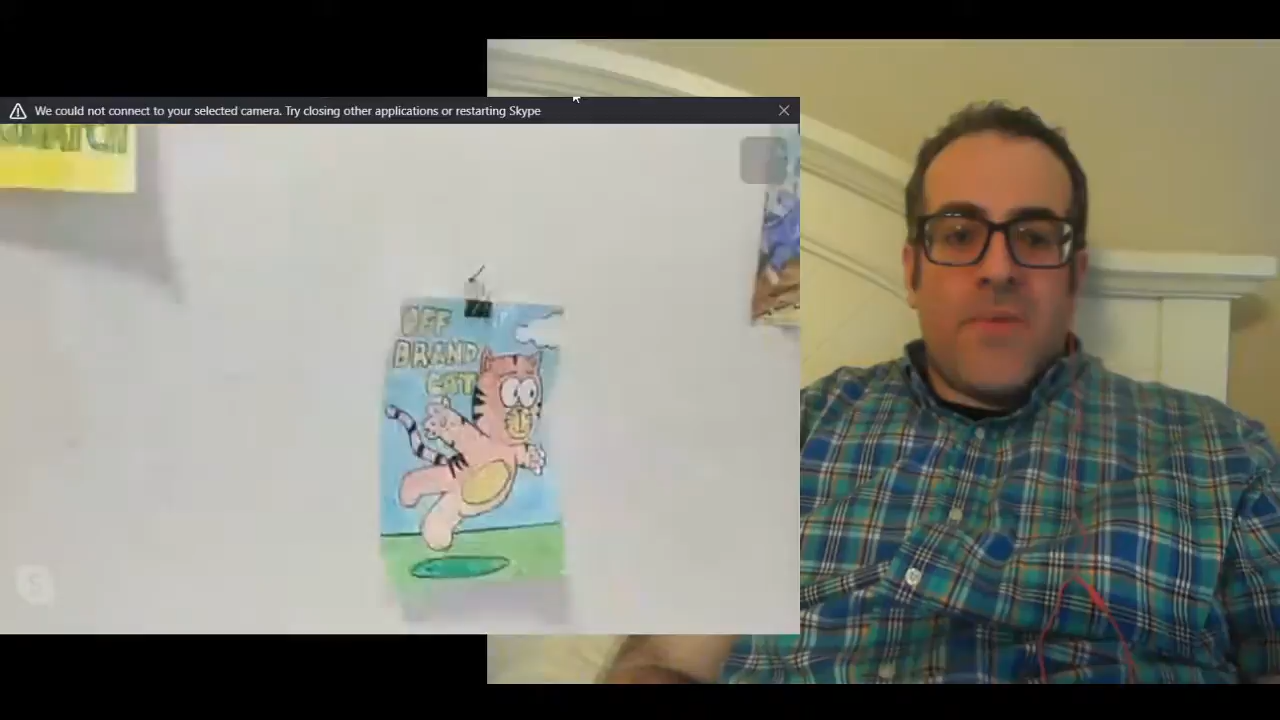 We could not connect to your selected camera. Try closing other applications or restarting Skype
OFF
BRAND
CAT